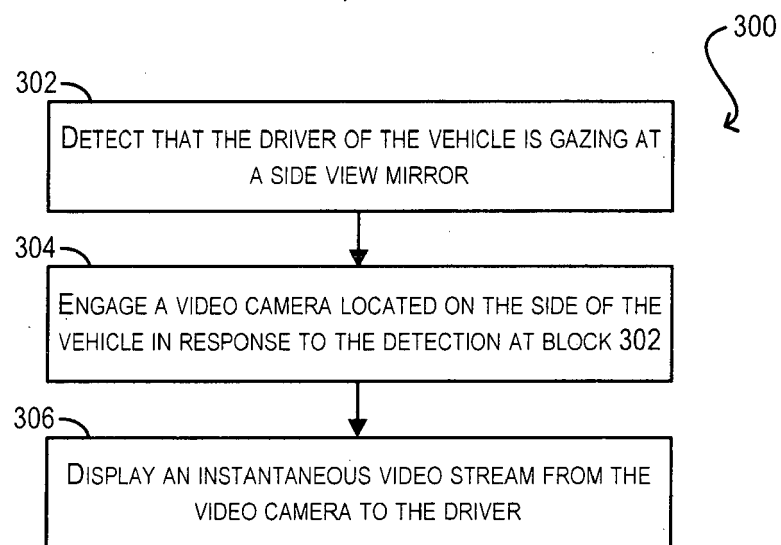 300
302
DETECT THAT THE DRIVER OF THE VEHICLE IS GAZING AT
A SIDE VIEW MIRROR
304
ENGAGE A VIDEO CAMERA LOCATED ON THE SIDE OF THE
VEHICLE IN RESPONSE TO THE DETECTION AT BLOCK 302
306
DISPLAY AN INSTANTANEOUS VIDEO STREAM FROM THE
VIDEO CAMERA TO THE DRIVER